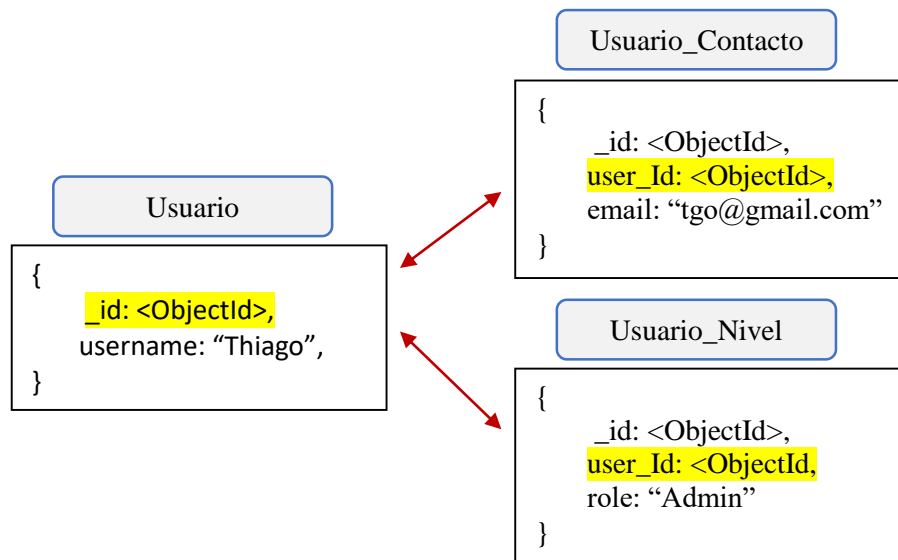 Usuario_Contacto
{
_id: <ObjectId>,
user_Id: <ObjectId>,
email: “tgo@gmail.com”
}
Usuario
{
_id: <ObjectId>,
username: “Thiago”,
}
Usuario_Nivel
{
_id: <ObjectId>,
user_Id: <ObjectId,
role: “Admin”
}